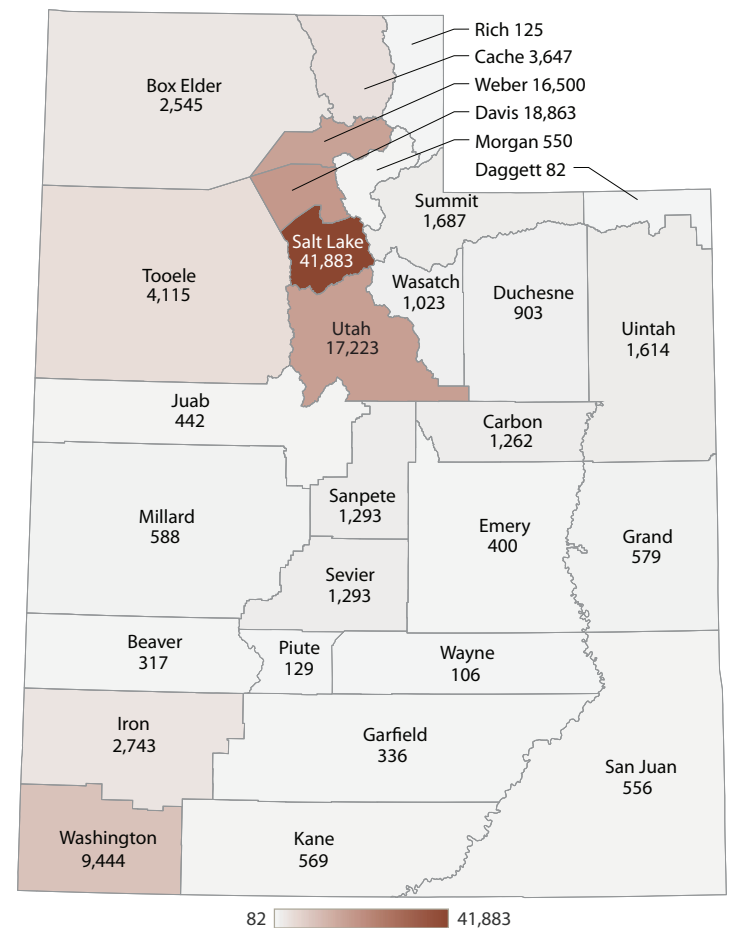 Rich 125
Cache 3,647
Weber 16,500
Davis 18,863
Morgan 550
Daggett 82
Box Elder
2,545
Summit
1,687
Salt Lake
41,883
Tooele
4,115
Wasatch
1,023
Duchesne
903
Uintah
1,614
Utah
17,223
Juab
442
Carbon
1,262
Sanpete
1,293
Millard
588
Emery
400
Grand
579
Sevier
1,293
Beaver
317
Piute
129
Wayne
106
Iron
2,743
Garfield
336
San Juan
556
Washington
9,444
Kane
569
82 41,883